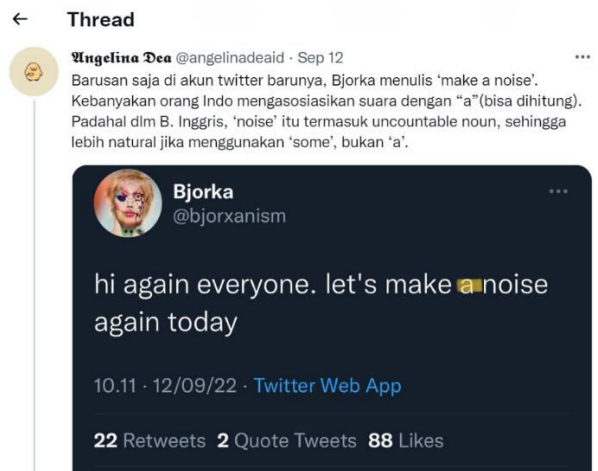 Thread
Angelina Dea @angelinadeaid · Sep 12
Barusan saja di akun twitter barunya, Bjorka menulis ‘make a noise’.
Kebanyakan orang Indo mengasosiasikan suara dengan “a”(bisa dihitung).
Padahal dlm B. Inggris, ‘noise’ itu termasuk uncountable noun, sehingga
lebih natural jika menggunakan ‘some’, bukan ‘a’.
Bjorka
@bjorxanism
hi again everyone. let's make a noise
again today
10.11 · 12/09/22 · Twitter Web App
22 Retweets 2 Quote Tweets 88 Likes